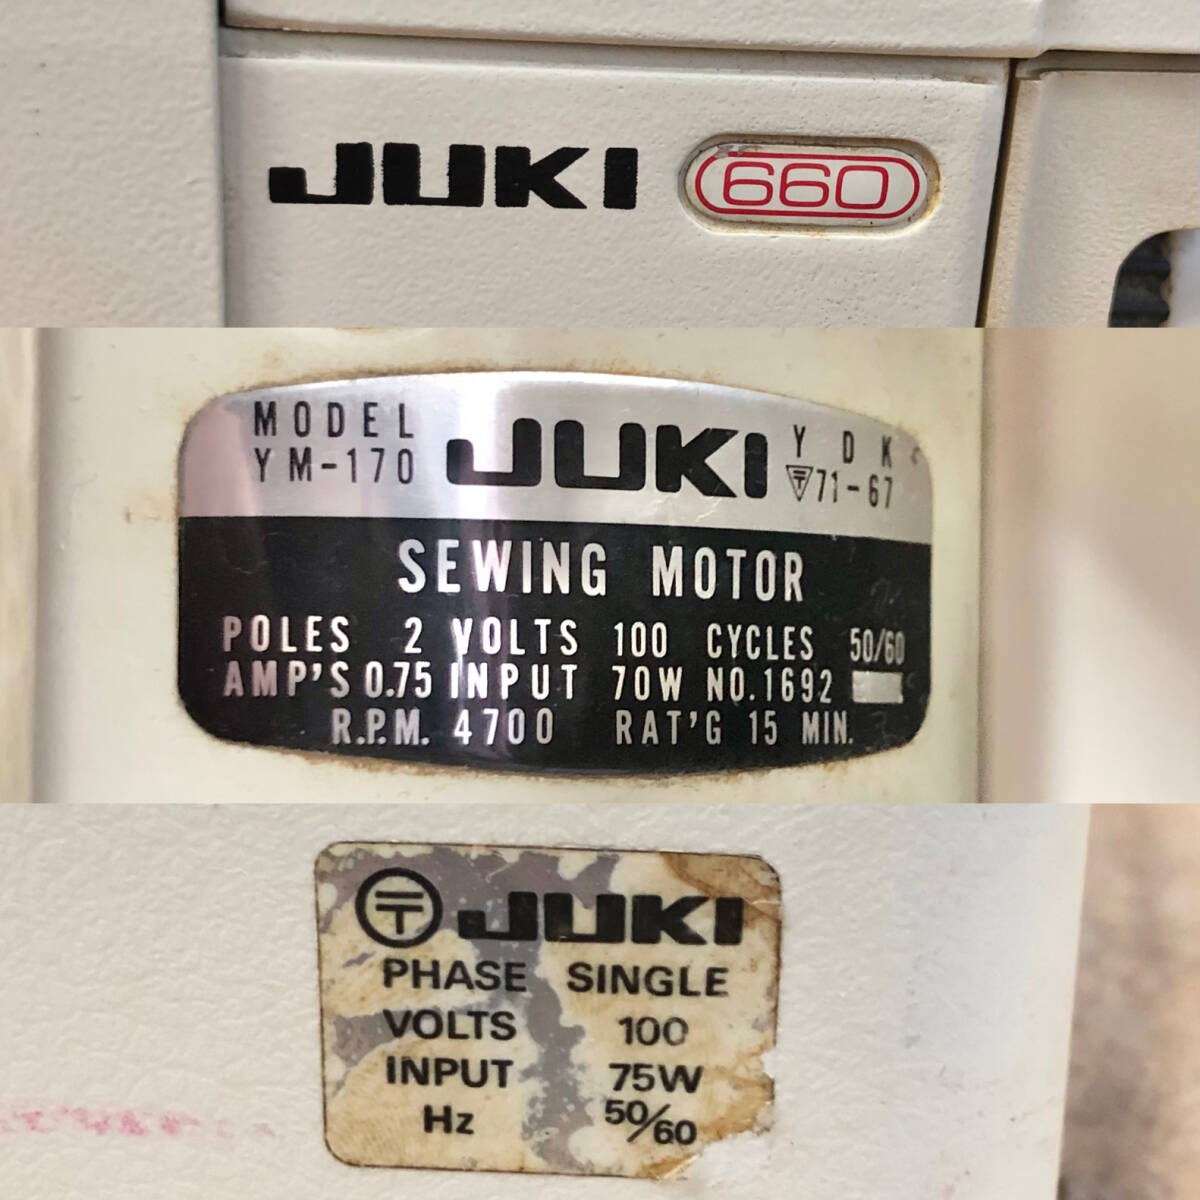 JUKI 660
MODEL
YM-170
JUKI
Y D K
〒71-67
SEWING MOTOR
POLES 2 VOLTS 100 CYCLES 50/60
AMP'S 0.75 INPUT 70W NO.1692
R.P.M. 4700 RAT'G 15 MIN.
〒 JUKI
PHASE SINGLE
VOLTS 100
INPUT 75W
Hz 50/60